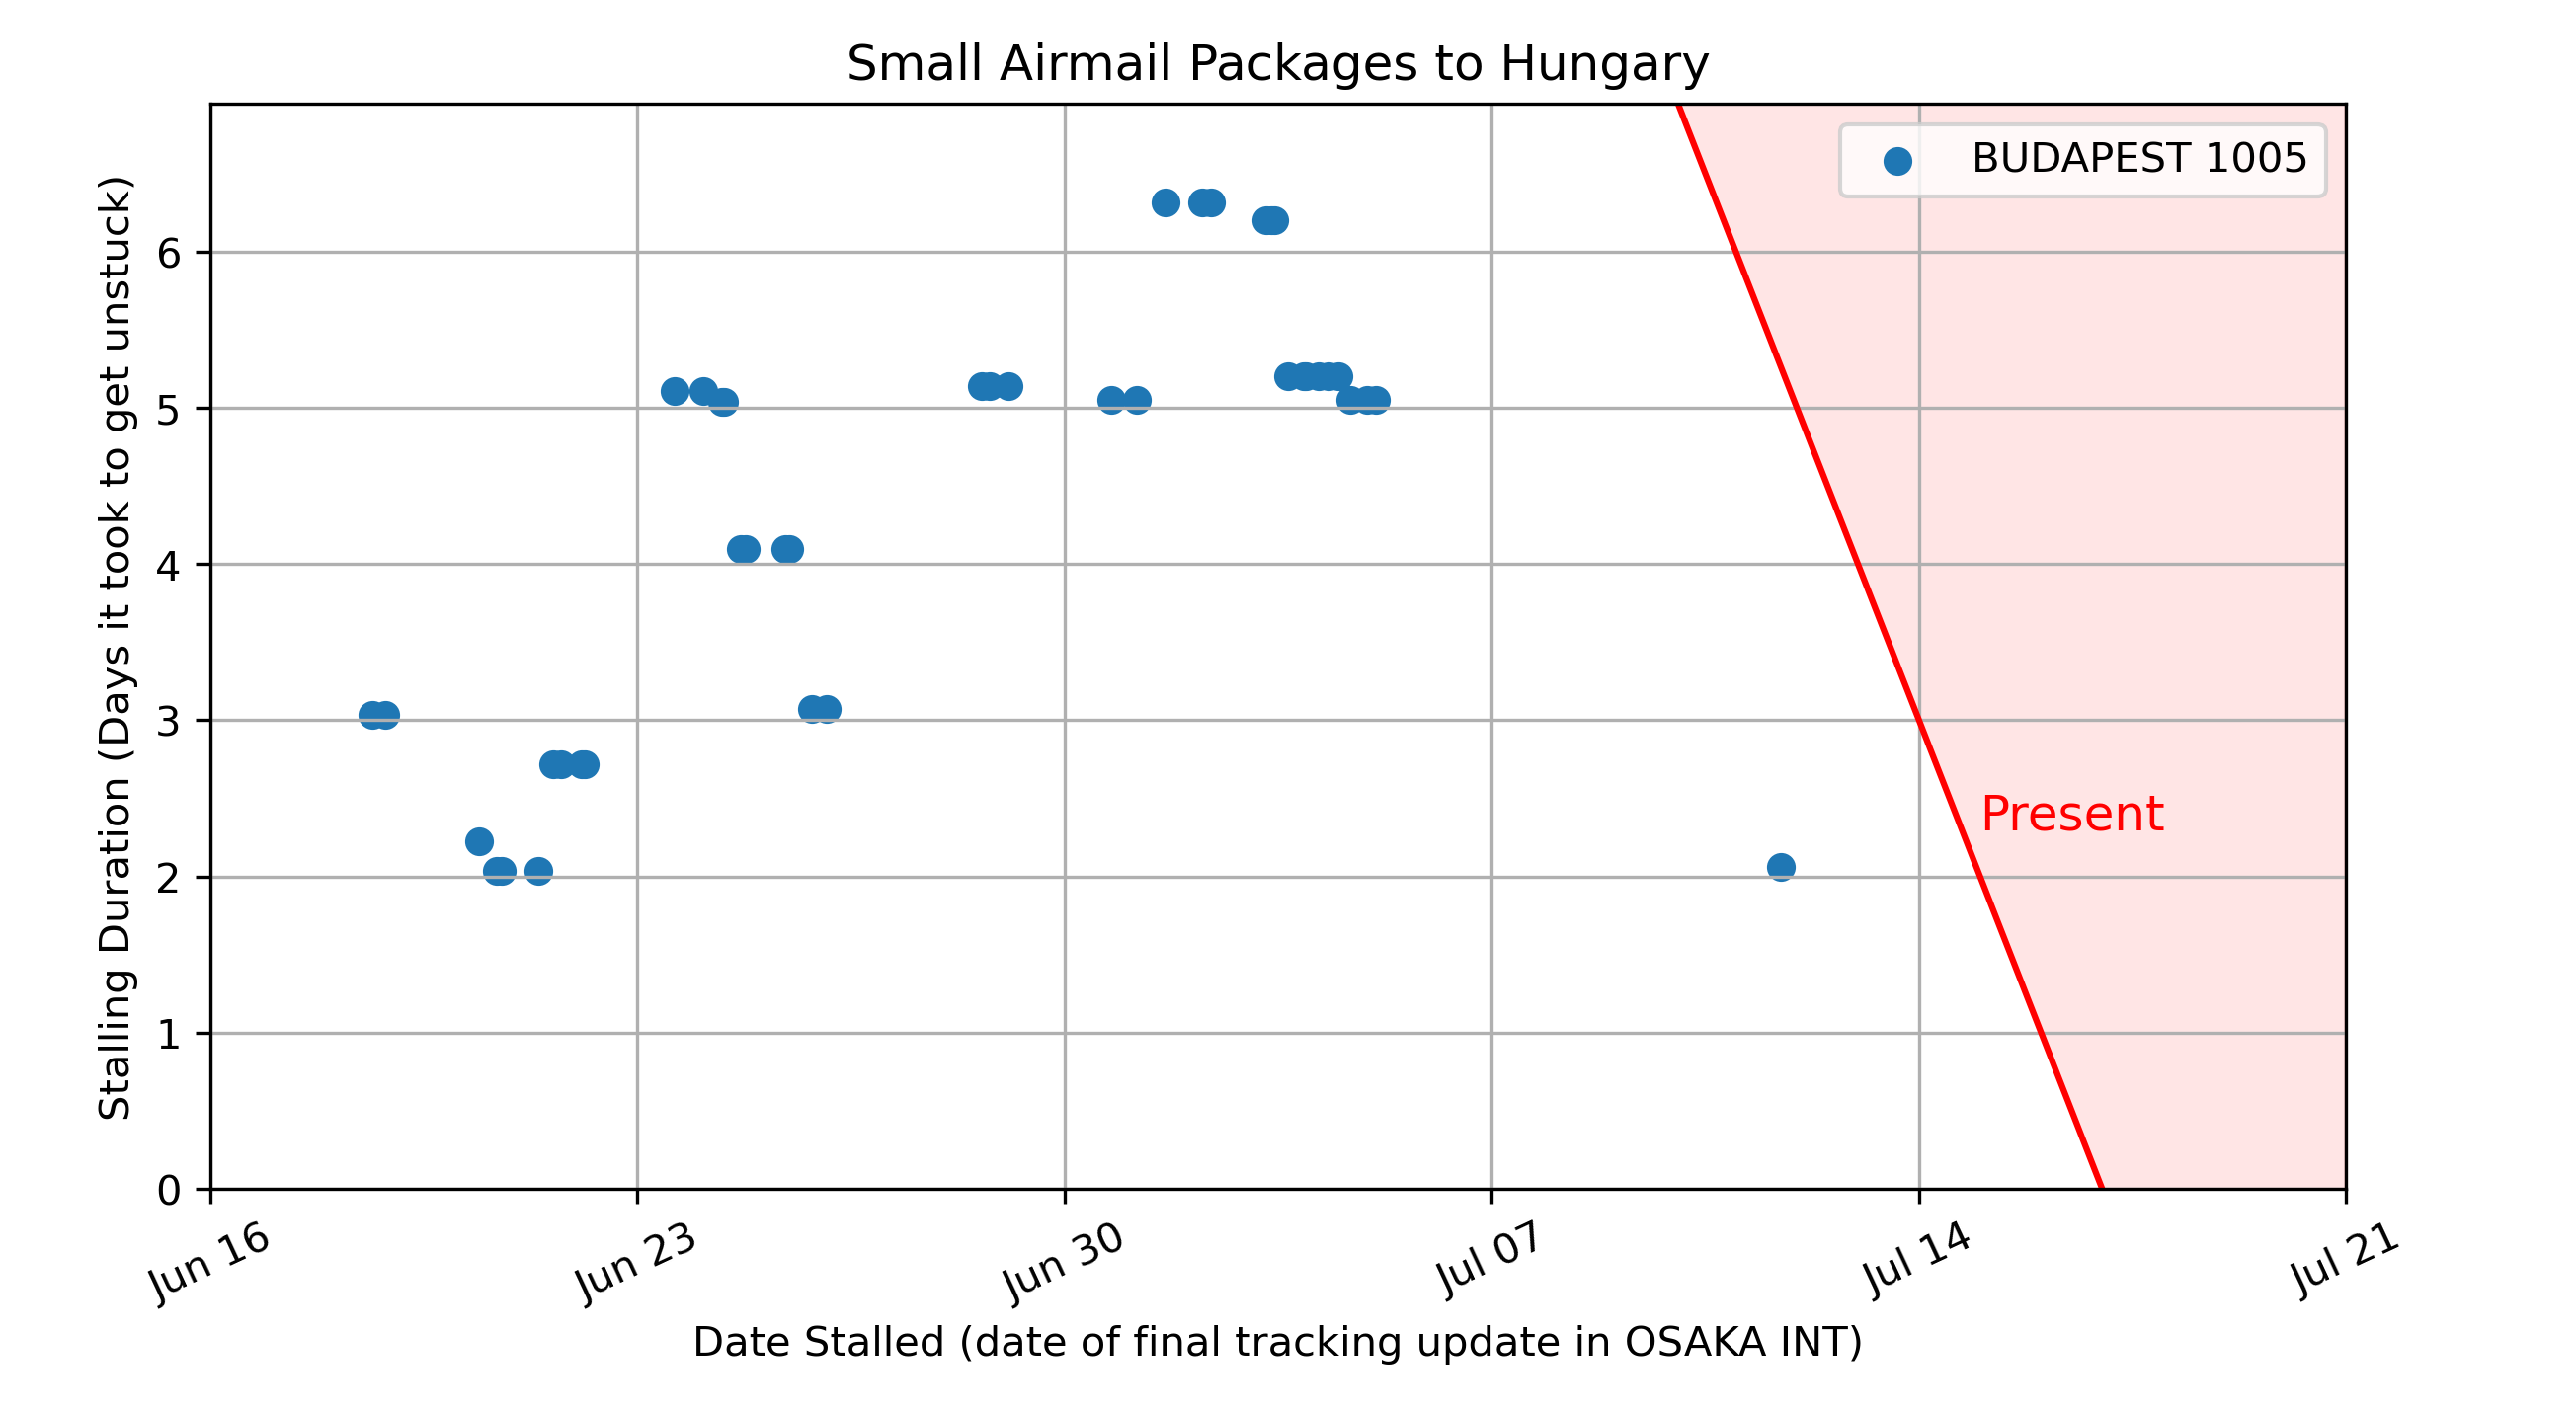 Small Airmail Packages to Hungary
BUDAPEST 1005
Stalling Duration (Days it took to get unstuck)
6
5
4
3
2
1
0
Present
Jun 16
Jun 23
Jun 30
Jul 07
Jul 14
Jul 21
Date Stalled (date of final tracking update in OSAKA INT)